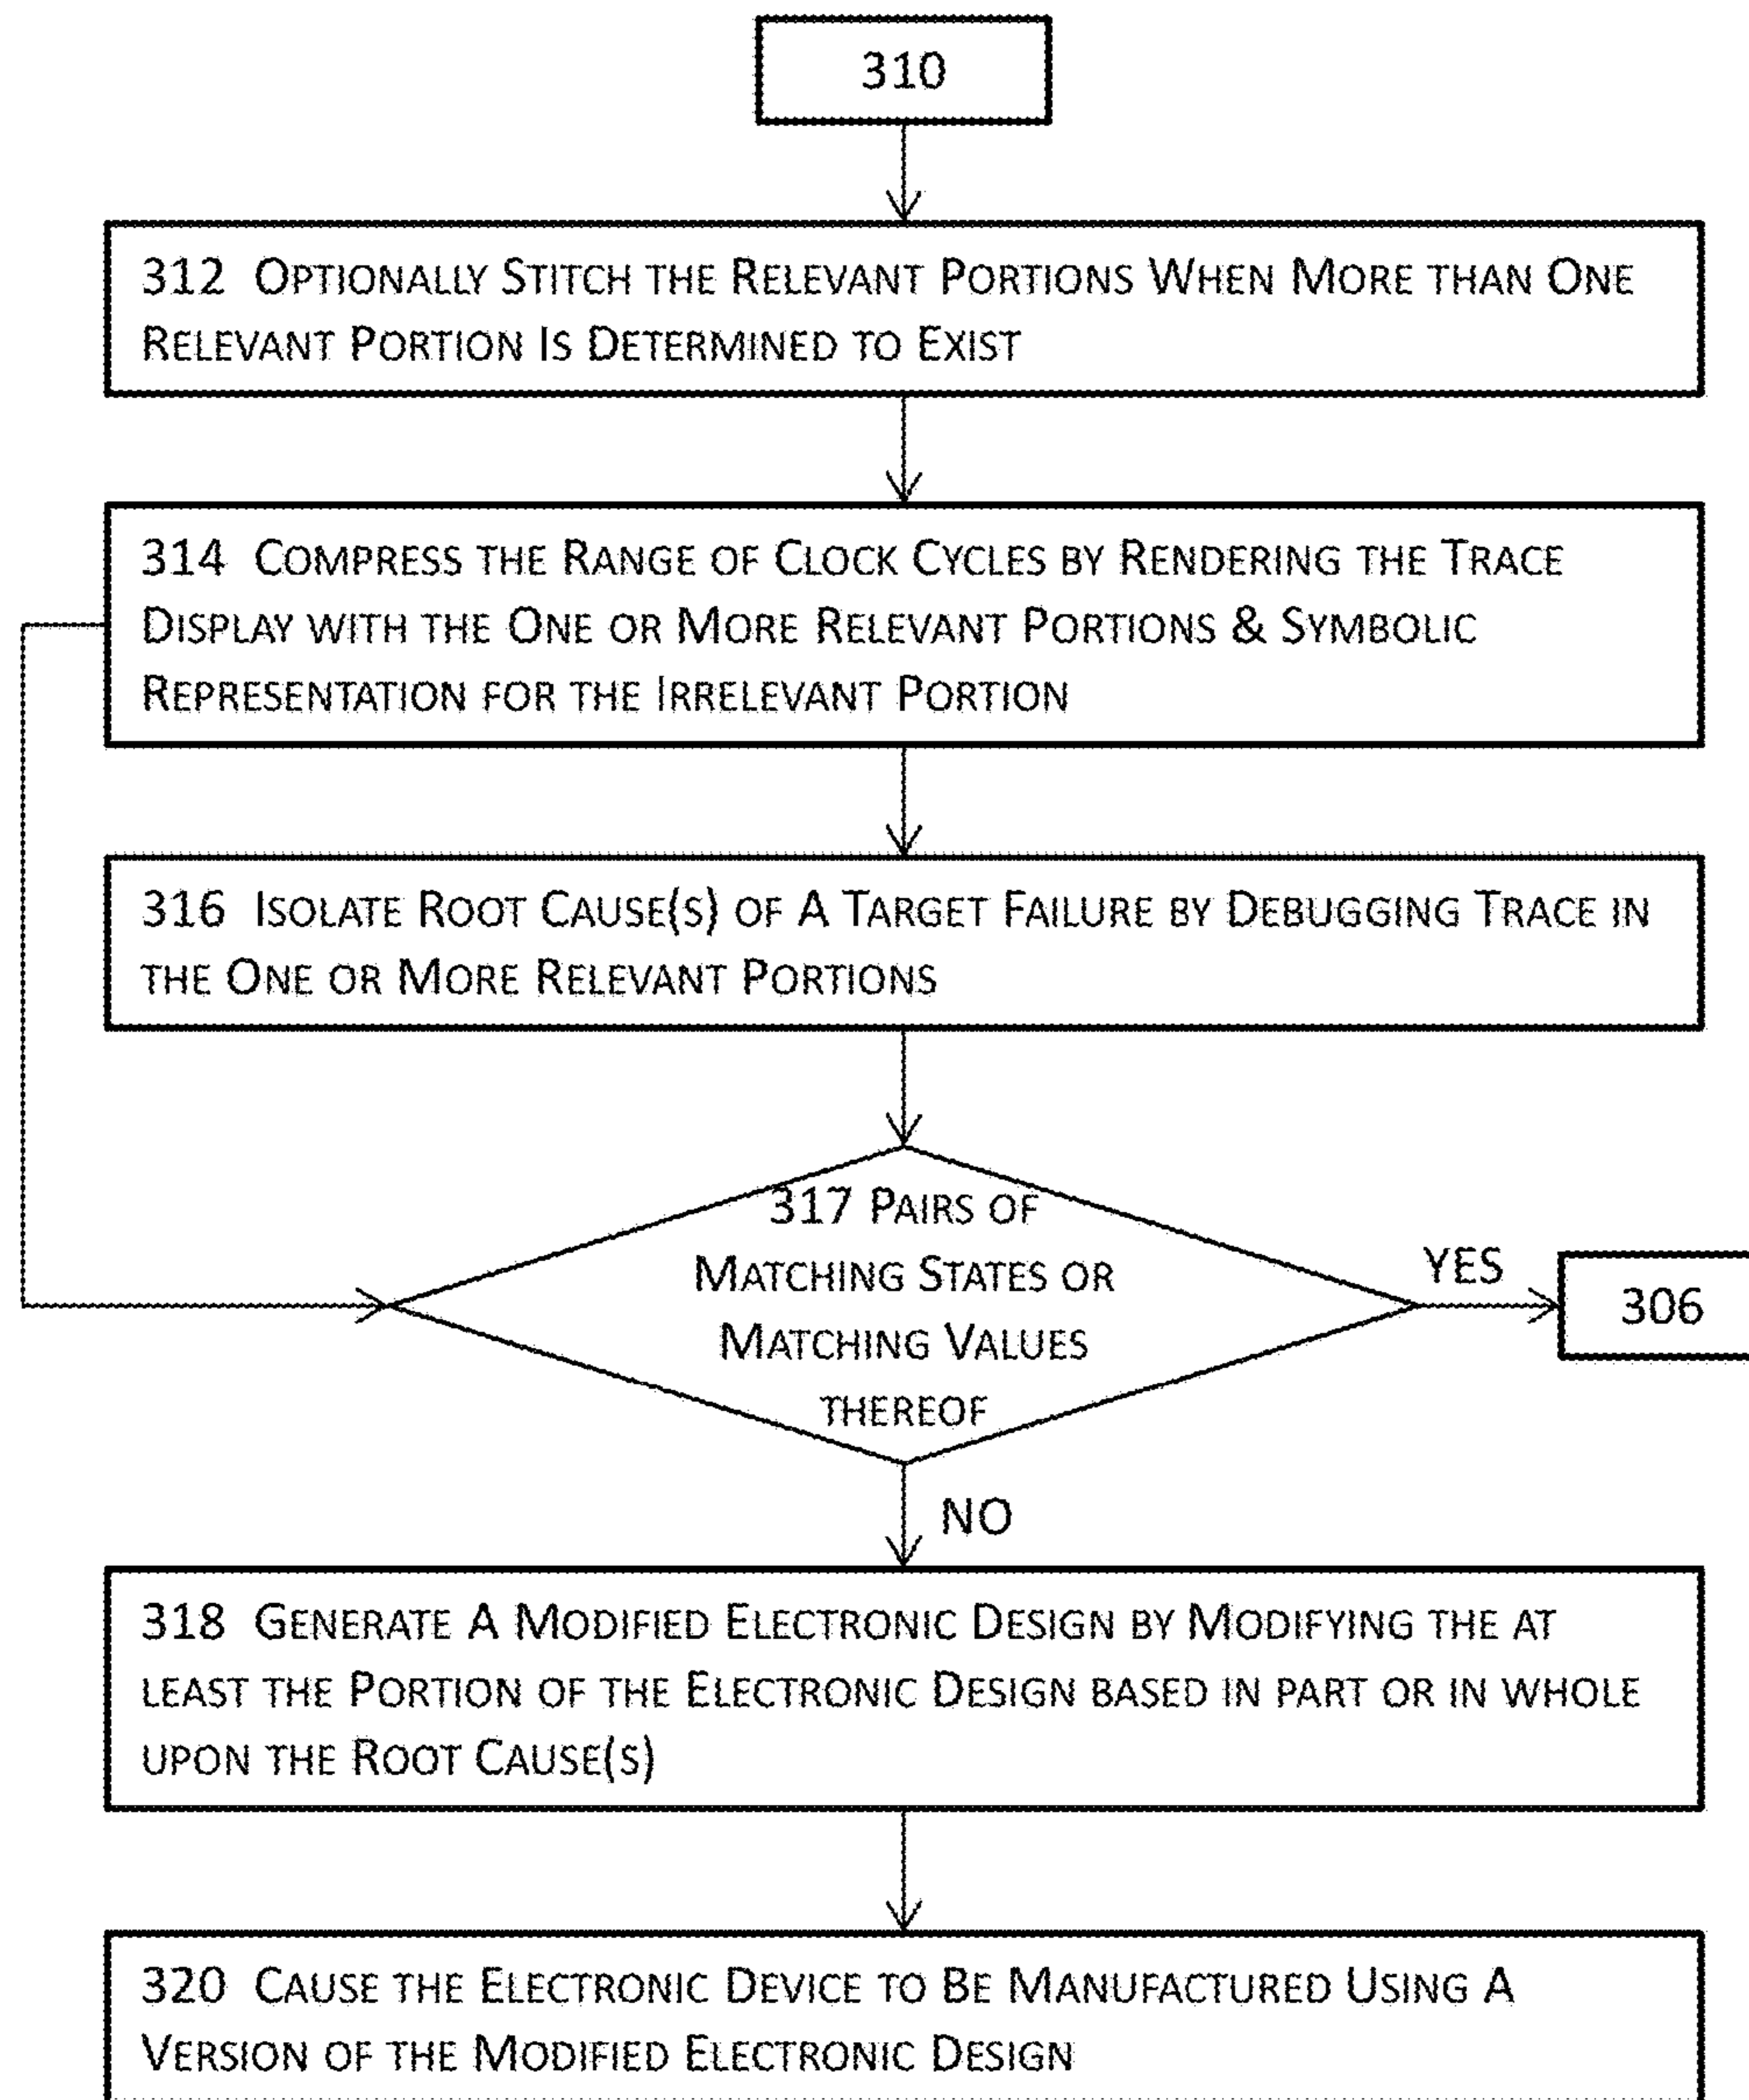 310
312 OPTIONALLY STITCH THE RELEVANT PORTIONS WHEN MORE THAN ONE
RELEVANT PORTION IS DETERMINED TO EXIST
314 COMPRESS THE RANGE OF CLOCK CYCLES BY RENDERING THE TRACE
DISPLAY WITH THE ONE OR MORE RELEVANT PORTIONS & SYMBOLIC
REPRESENTATION FOR THE IRRELEVANT PORTION
316 ISOLATE ROOT CAUSE(S) OF A TARGET FAILURE BY DEBUGGING TRACE IN
THE ONE OR MORE RELEVANT PORTIONS
317 PAIRS OF
MATCHING STATES OR
MATCHING VALUES
THEREOF
YES
306
NO
318 GENERATE A MODIFIED ELECTRONIC DESIGN BY MODIFYING THE AT
LEAST THE PORTION OF THE ELECTRONIC DESIGN BASED IN PART OR IN WHOLE
UPON THE ROOT CAUSE(S)
320 CAUSE THE ELECTRONIC DEVICE TO BE MANUFACTURED USING A
VERSION OF THE MODIFIED ELECTRONIC DESIGN